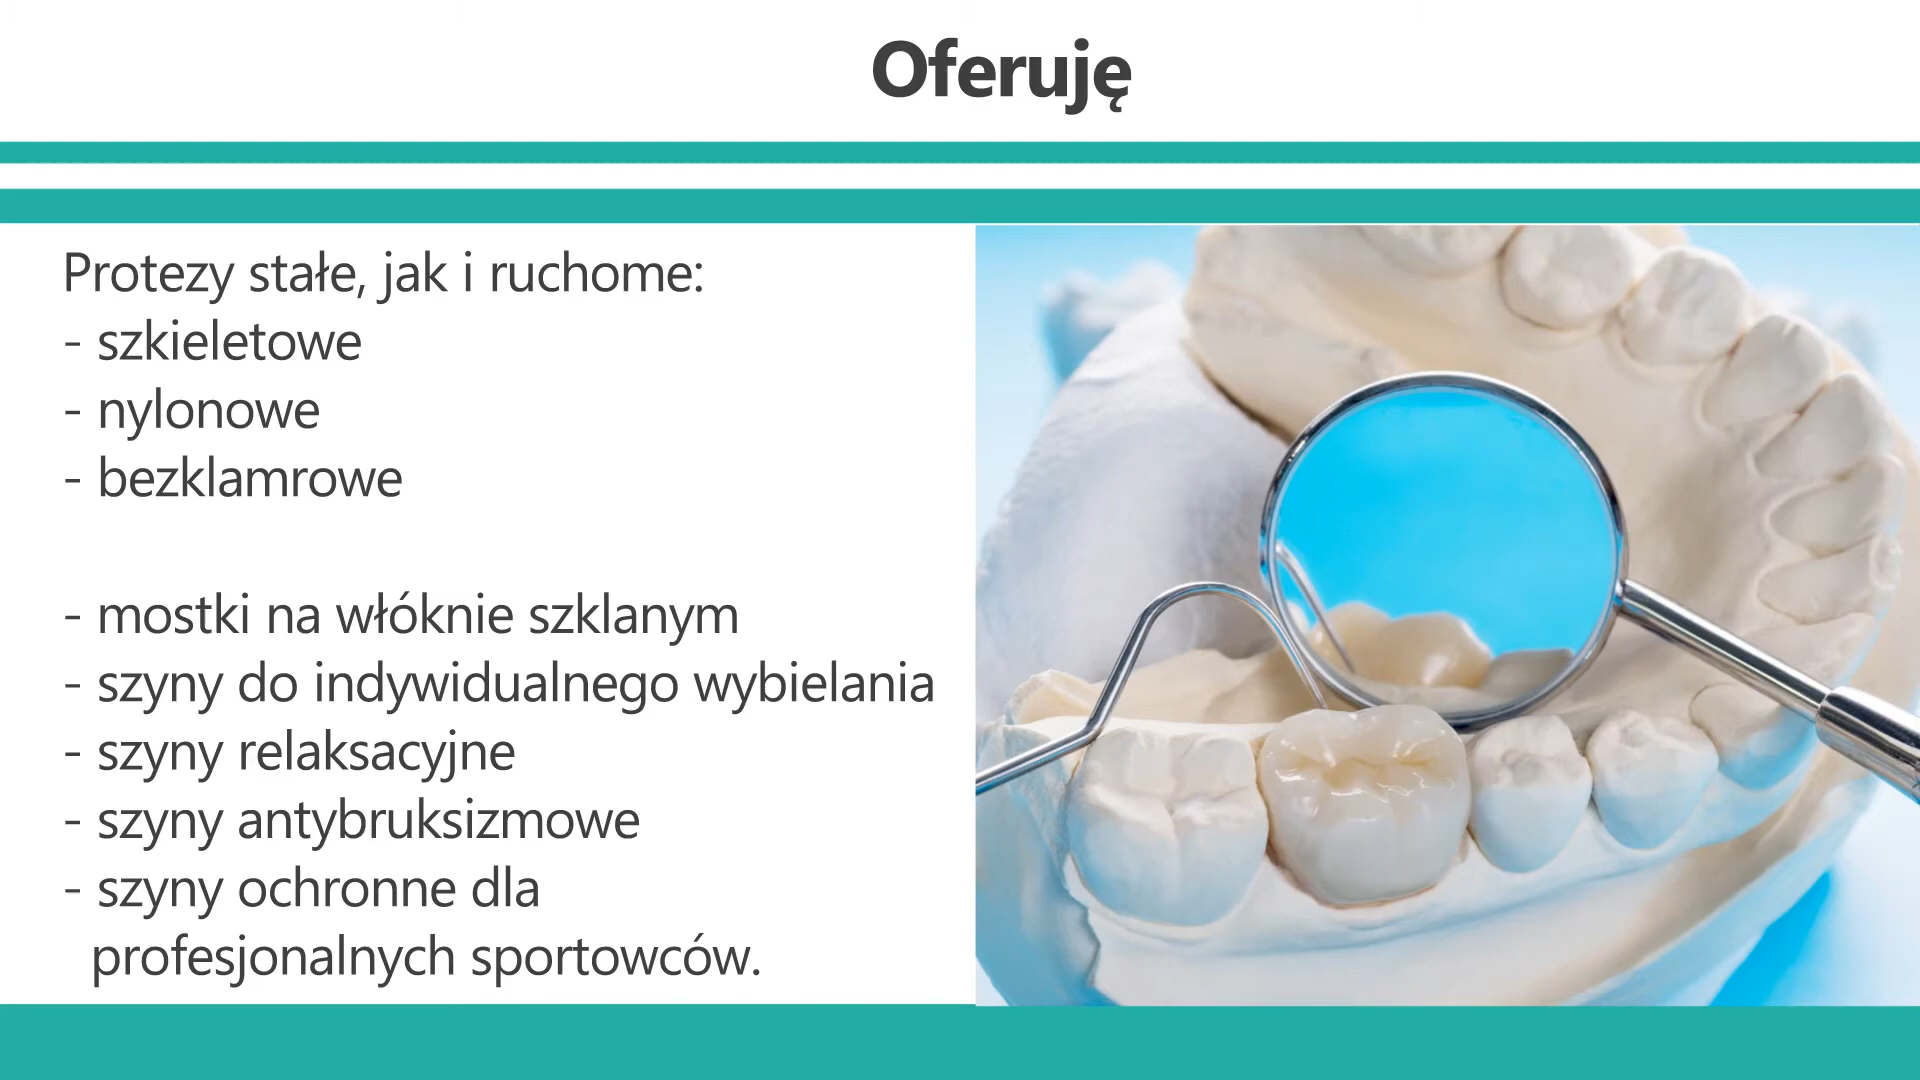 Oferuję
Protezy stałe, jak i ruchome:
- szkieletowe
- nylonowe
- bezklamrowe
- mostki na włóknie szklanym
- szyny do indywidualnego wybielania
- szyny relaksacyjne
- szyny antybruksizmowe
- szyny ochronne dla
profesjonalnych sportowców.